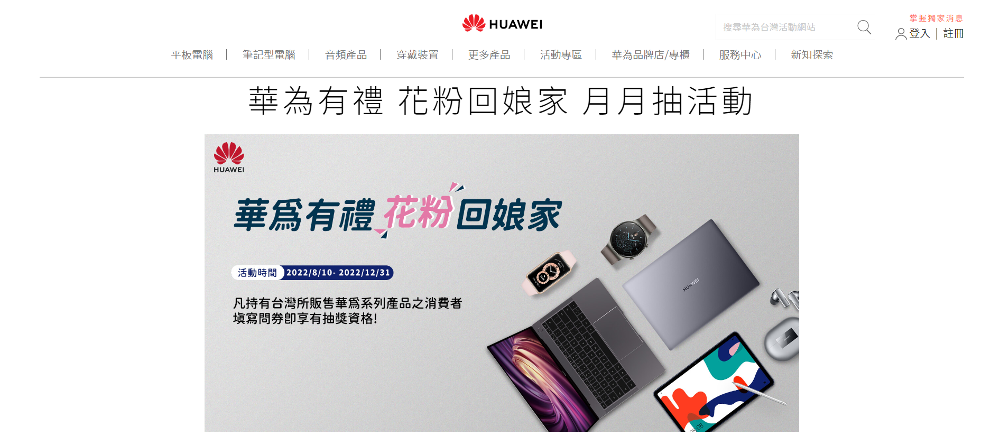 HUAWEI
搜尋華為台灣活動網站
掌握獨家消息
登入 | 註冊
平板電腦 | 筆記型電腦 | 音頻產品 | 穿戴裝置 | 更多產品 | 活動專區 | 華為品牌店/專櫃 | 服務中心 | 新知探索
華為有禮 花粉回娘家 月月抽活動
HUAWEI
華爲有禮 花粉回娘家
活動時間 2022/8/10- 2022/12/31
凡持有台灣所販售華爲系列產品之消費者
填寫問券卽享有抽獎資格!
HUAWEI
08:08